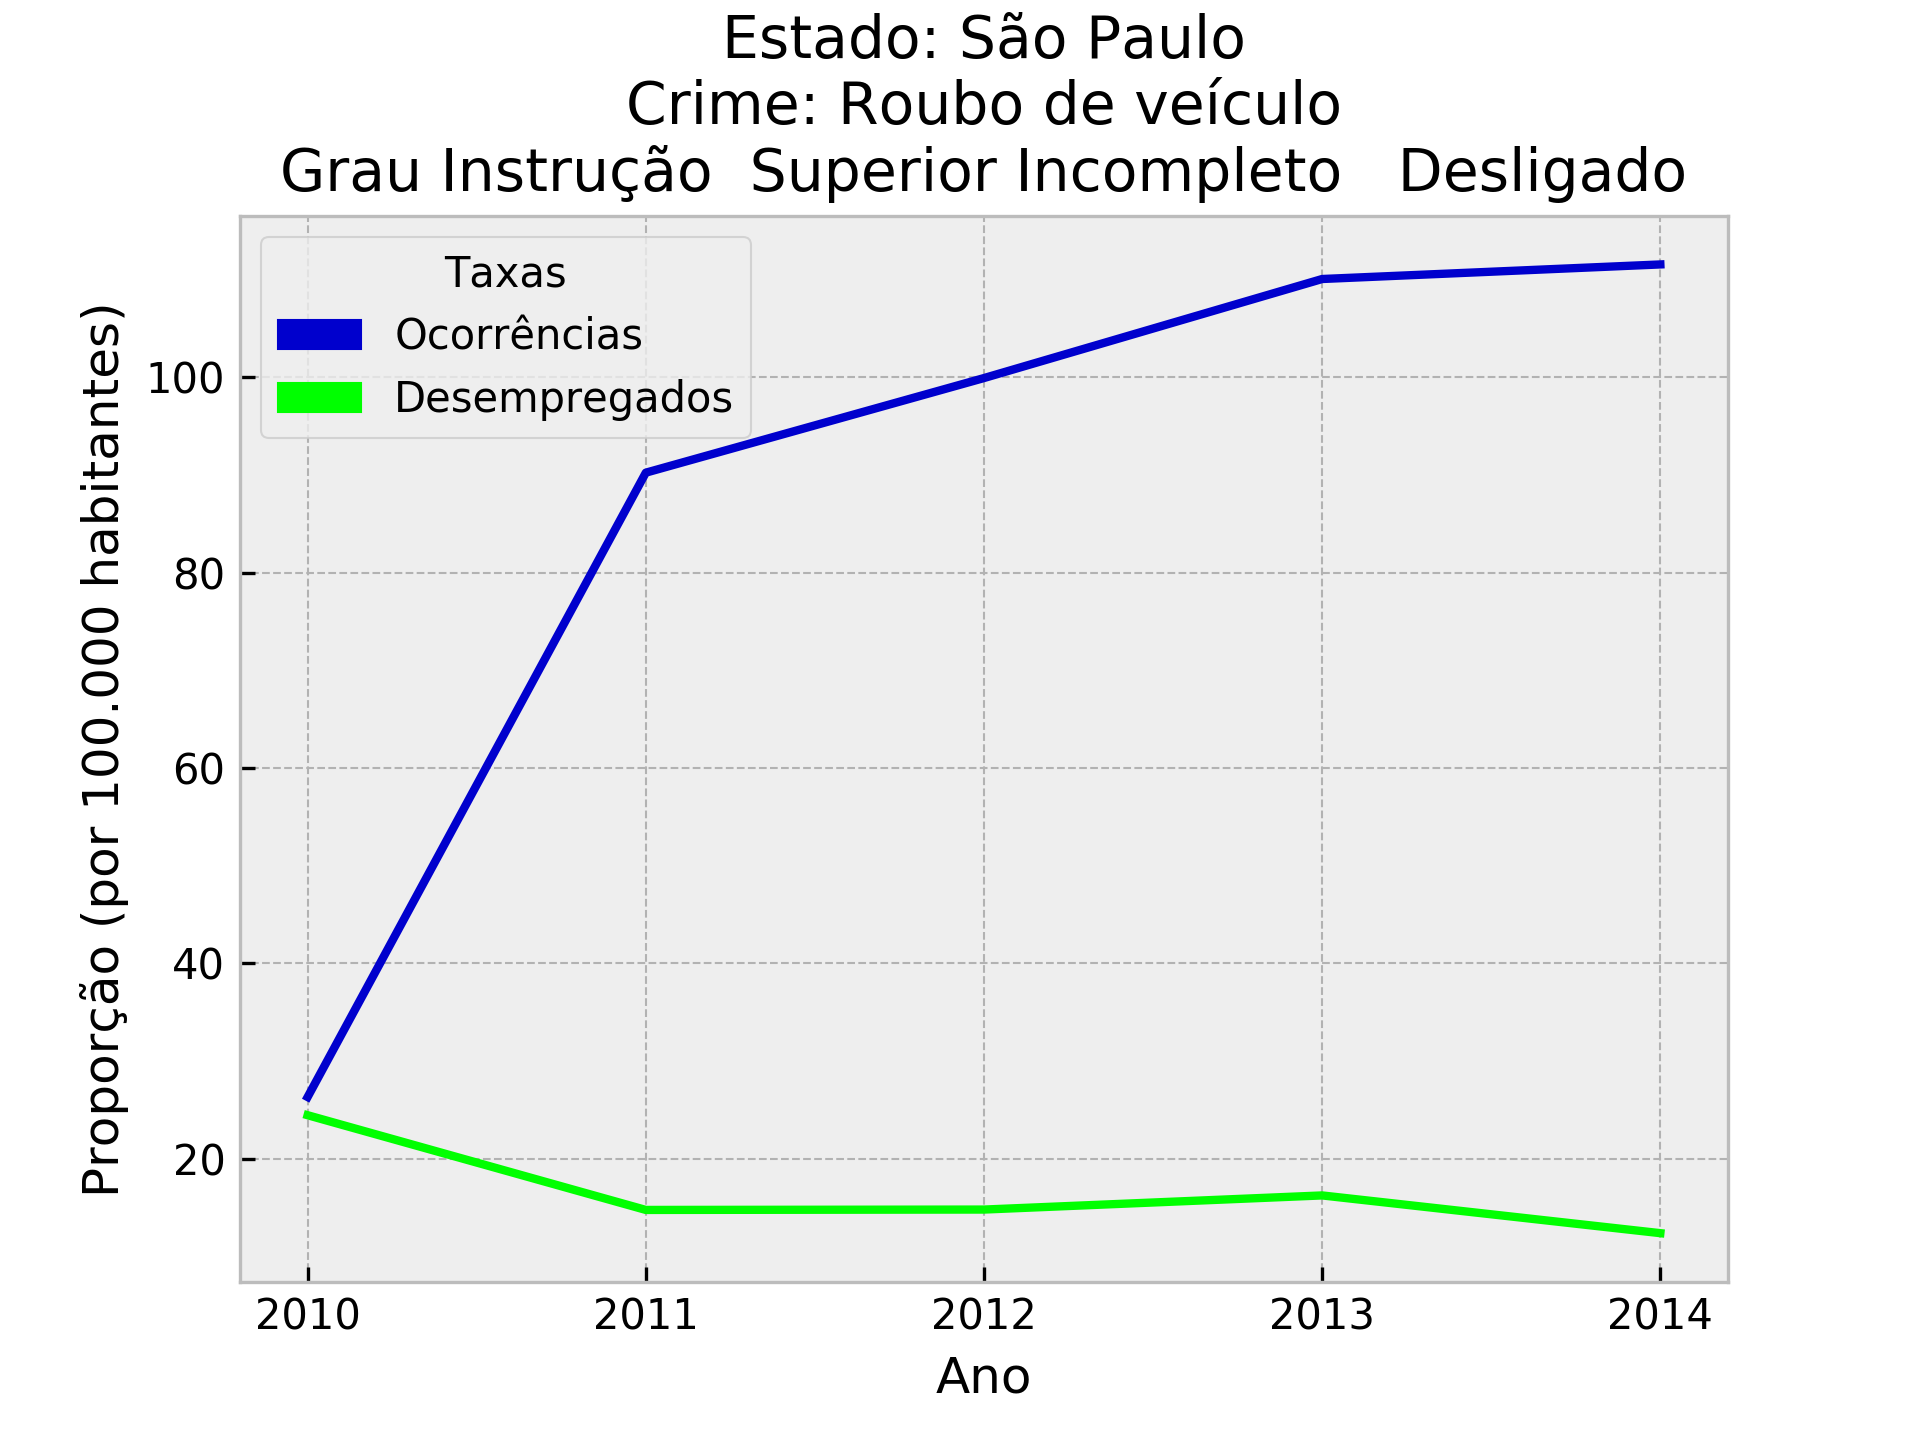 Estado: São Paulo
Crime: Roubo de veículo
Grau Instrução  Superior Incompleto   Desligado
Taxas
Ocorrências
Desempregados
Proporção (por 100.000 habitantes)
100
80
60
40
20
2010 2011 2012 2013 2014
Ano